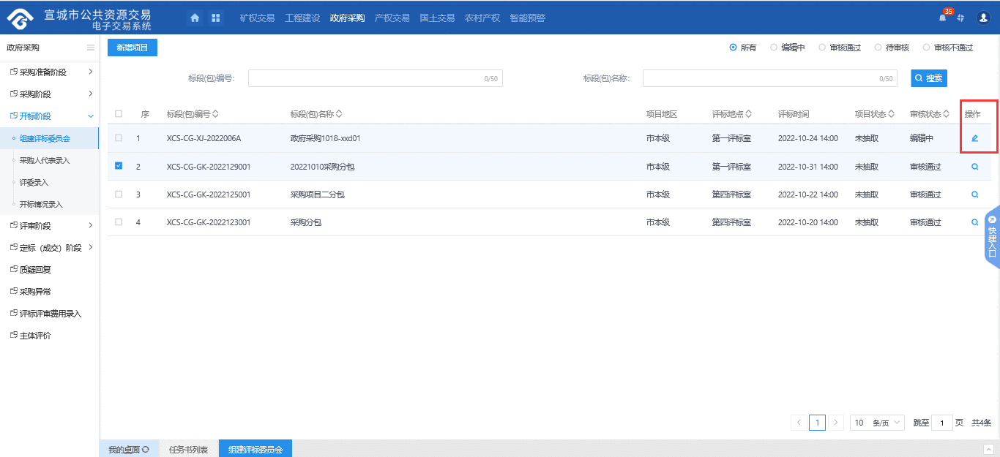 宣城市公共资源交易
电子交易系统
矿权交易 工程建设 政府采购 产权交易 国土交易 农村产权 智能预警
35
政府采购
采购准备阶段
采购阶段
开标阶段
组建评标委员会
采购人代表录入
评委录入
开标情况录入
评审阶段
定标（成交）阶段
质疑回复
采购异常
评标评审费用录入
主体评价
新增项目
所有 编辑中 审核通过 待审核 审核不通过
标段(包)编号: 0/50 标段(包)名称: 0/50 搜索
序 标段(包)编号 标段(包)名称 项目地区 评标地点 评标时间 项目状态 审核状态 操作
1 XCS-CG-XJ-2022006A 政府采购1018-xxd01 市本级 第一评标室 2022-10-24 14:00 未抽取 编辑中
2 XCS-CG-GK-2022129001 20221010采购分包 市本级 第一评标室 2022-10-31 14:00 未抽取 审核通过
3 XCS-CG-GK-2022125001 采购项目二分包 市本级 第四评标室 2022-10-22 14:00 未抽取 审核通过
4 XCS-CG-GK-2022123001 采购分包 市本级 第四评标室 2022-10-20 14:00 未抽取 审核通过
快捷入口
1 10 条/页 跳至 1 页 共4条
我的桌面 任务书列表 组建评标委员会